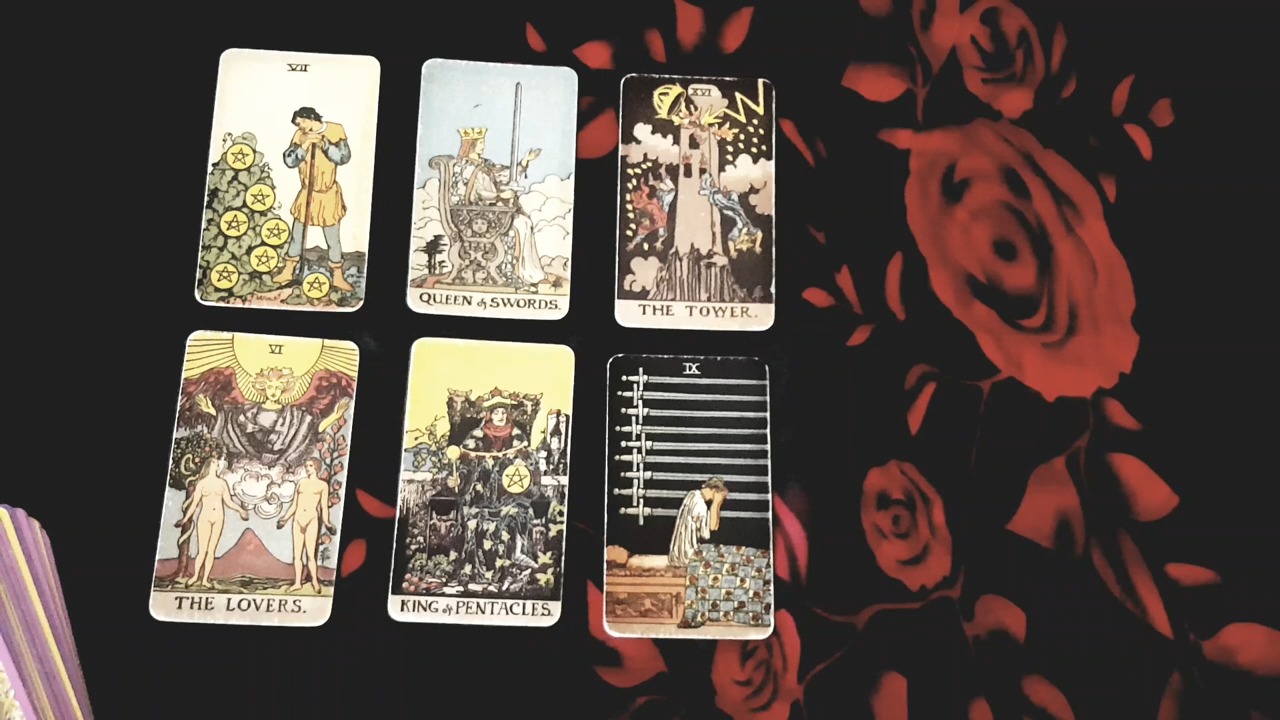 VII
QUEEN of SWORDS.
XVI
THE TOWER.
VI
THE LOVERS.
KING of PENTACLES.
IX